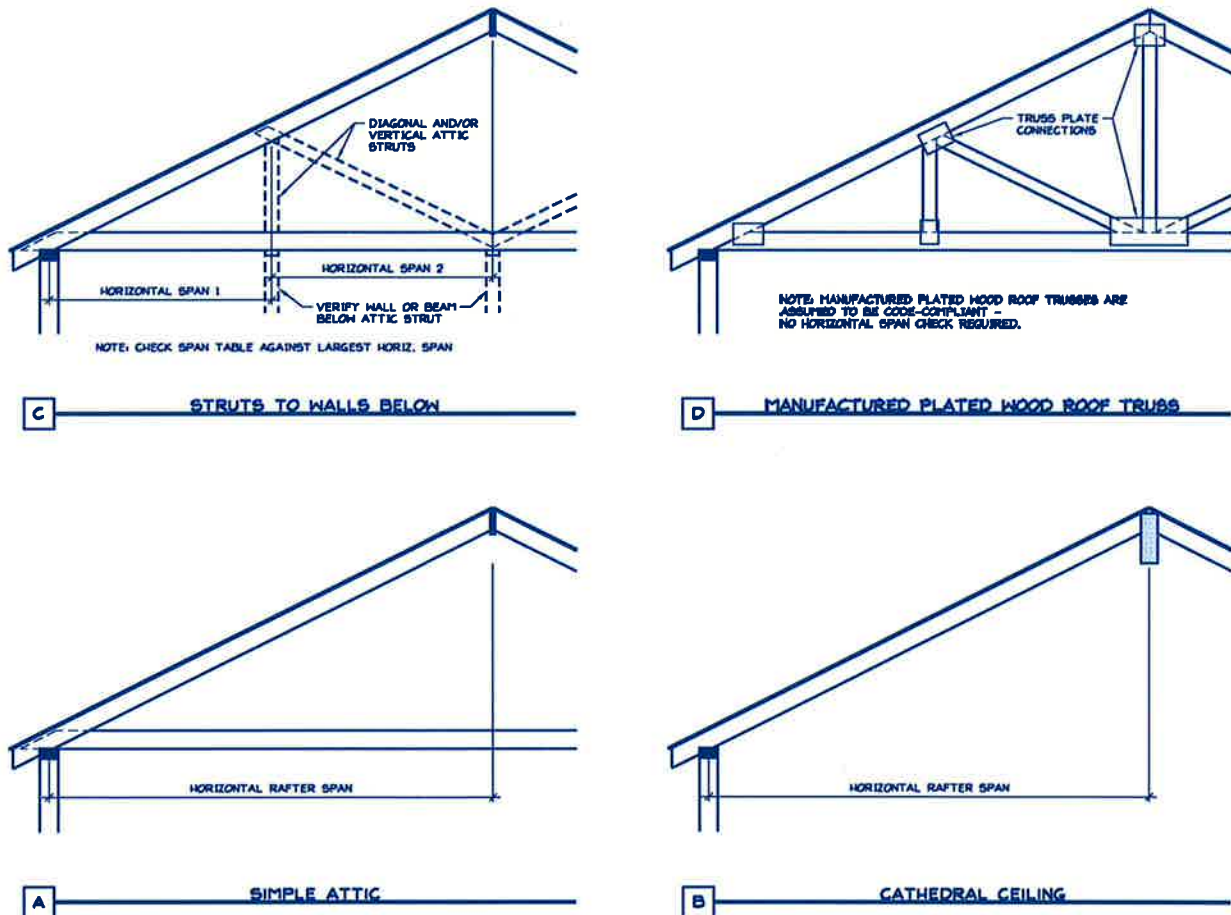 DIAGONAL AND/OR
VERTICAL ATTIC
STRUTS
HORIZONTAL SPAN 2
HORIZONTAL SPAN 1
VERIFY WALL OR BEAM
BELOW ATTIC STRUT
NOTE: CHECK SPAN TABLE AGAINST LARGEST HORIZ. SPAN
C STRUTS TO WALLS BELOW
TRUSS PLATE
CONNECTIONS
NOTE: MANUFACTURED PLATED WOOD ROOF TRUSSES ARE
ASSUMED TO BE CODE-COMPLIANT -
NO HORIZONTAL SPAN CHECK REQUIRED.
D MANUFACTURED PLATED WOOD ROOF TRUSS
HORIZONTAL RAFTER SPAN
A SIMPLE ATTIC
HORIZONTAL RAFTER SPAN
B CATHEDRAL CEILING